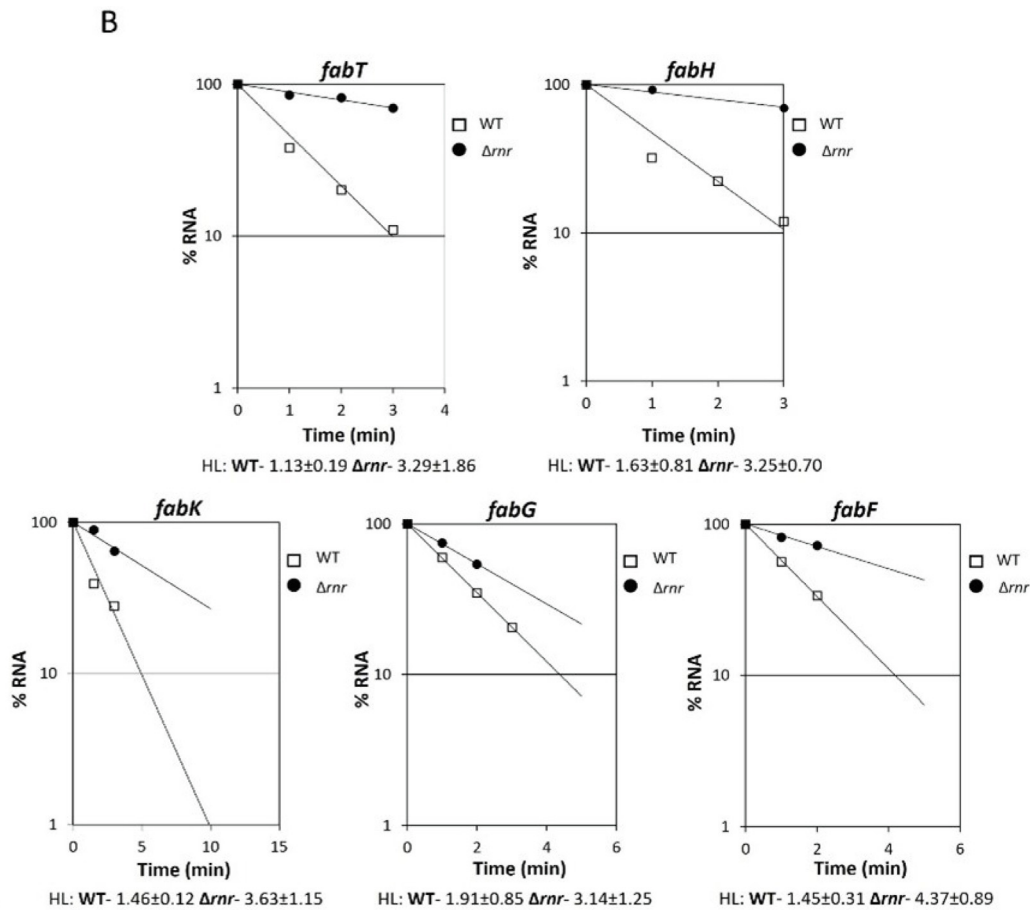 B
fabT
100
10
1
% RNA
0 1 2 3 4
Time (min)
WT
Δrnr
HL: WT- 1.13±0.19 Δrnr- 3.29±1.86
fabH
100
10
1
% RNA
0 1 2 3
Time (min)
WT
Δrnr
HL: WT- 1.63±0.81 Δrnr- 3.25±0.70
fabK
100
10
1
% RNA
0 5 10 15
Time (min)
WT
Δrnr
HL: WT- 1.46±0.12 Δrnr- 3.63±1.15
fabG
100
10
1
% RNA
0 2 4 6
Time (min)
WT
Δrnr
HL: WT- 1.91±0.85 Δrnr- 3.14±1.25
fabF
100
10
1
% RNA
0 2 4 6
Time (min)
WT
Δrnr
HL: WT- 1.45±0.31 Δrnr- 4.37±0.89